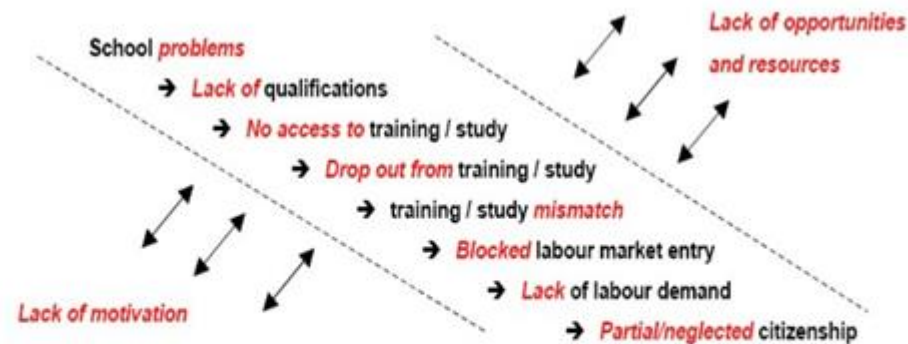 School problems
Lack of opportunities
and resources
→ Lack of qualifications
→ No access to training / study
→ Drop out from training / study
→ training / study mismatch
→ Blocked labour market entry
→ Lack of labour demand
Lack of motivation
→ Partial/neglected citizenship